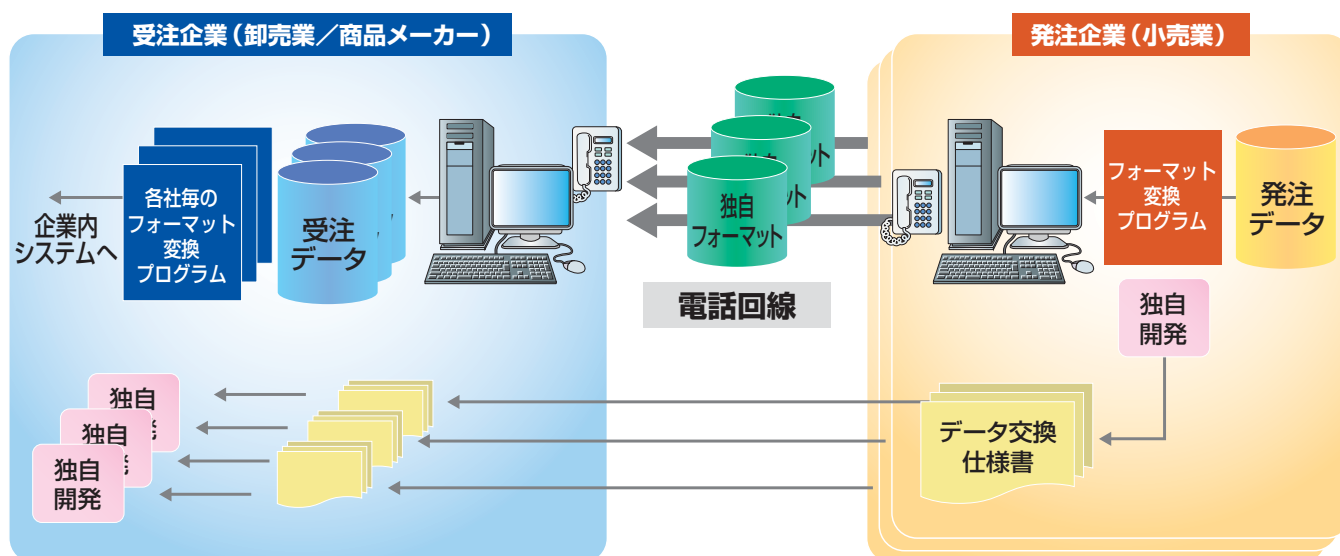 受注企業（卸売業／商品メーカー）
発注企業（小売業）
企業内
システムへ
各社毎の
フォーマット
変換
プログラム
受注
データ
独自
フォーマット
電話回線
フォーマット
変換
プログラム
発注
データ
独自
開発
データ交換
仕様書
独自
独自
独自
開発